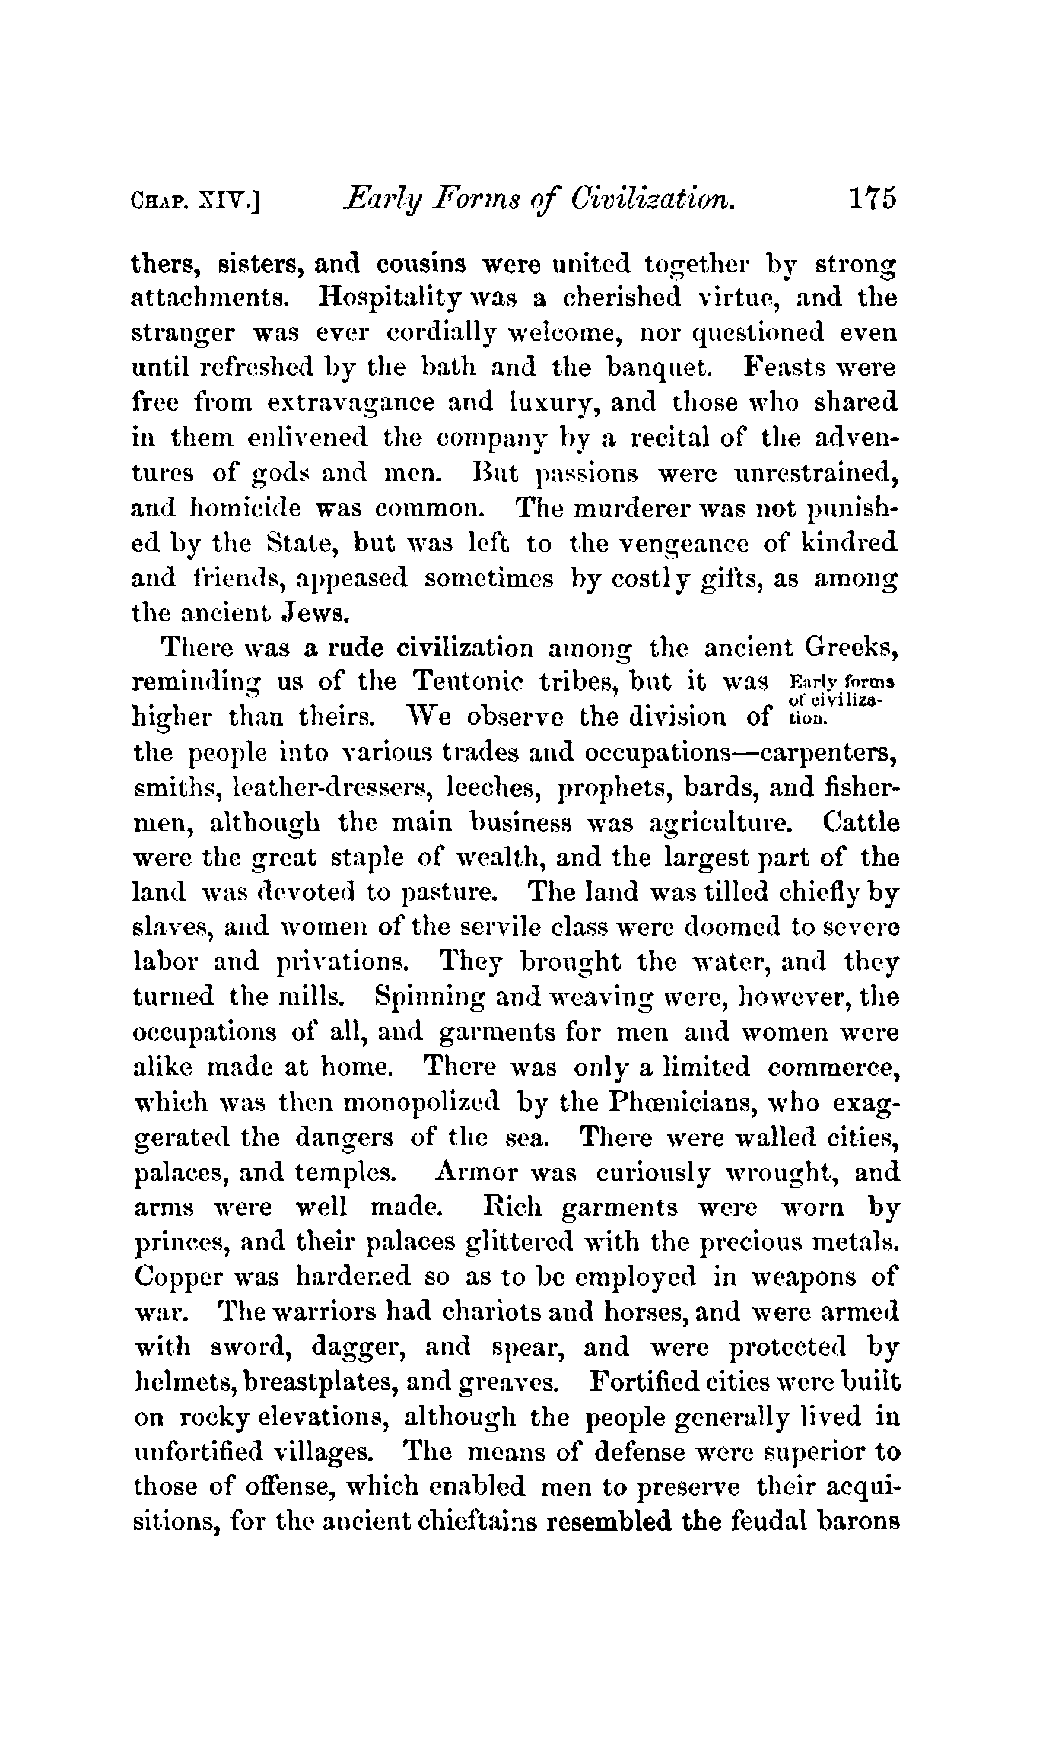 CHAP. XIV.] Early Forms of Civilization. 175
thers, sisters, and cousins were united together by strong
attachments. Hospitality was a cherished virtue, and the
stranger was ever cordially welcome, nor questioned even
until refreshed by the bath and the banquet. Feasts were
free from extravagance and luxury, and those who shared
in them enlivened the company by a recital of the adven-
tures of gods and men. But passions were unrestrained,
and homicide was common. The murderer was not punish-
ed by the State, but was left to the vengeance of kindred
and friends, appeased sometimes by costly gifts, as among
the ancient Jews.
There was a rude civilization among the ancient Greeks,
reminding us of the Teutonic tribes, but it was
higher than theirs. We observe the division of
Early forms
of civiliza-
tion.
the people into various trades and occupations—carpenters,
smiths, leather-dressers, leeches, prophets, bards, and fisher-
men, although the main business was agriculture. Cattle
were the great staple of wealth, and the largest part of the
land was devoted to pasture. The land was tilled chiefly by
slaves, and women of the servile class were doomed to severe
labor and privations. They brought the water, and they
turned the mills. Spinning and weaving were, however, the
occupations of all, and garments for men and women were
alike made at home. There was only a limited commerce,
which was then monopolized by the Phœnicians, who exag-
gerated the dangers of the sea. There were walled cities,
palaces, and temples. Armor was curiously wrought, and
arms were well made. Rich garments were worn by
princes, and their palaces glittered with the precious metals.
Copper was hardened so as to be employed in weapons of
war. The warriors had chariots and horses, and were armed
with sword, dagger, and spear, and were protected by
helmets, breastplates, and greaves. Fortified cities were built
on rocky elevations, although the people generally lived in
unfortified villages. The means of defense were superior to
those of offense, which enabled men to preserve their acqui-
sitions, for the ancient chieftains resembled the feudal barons